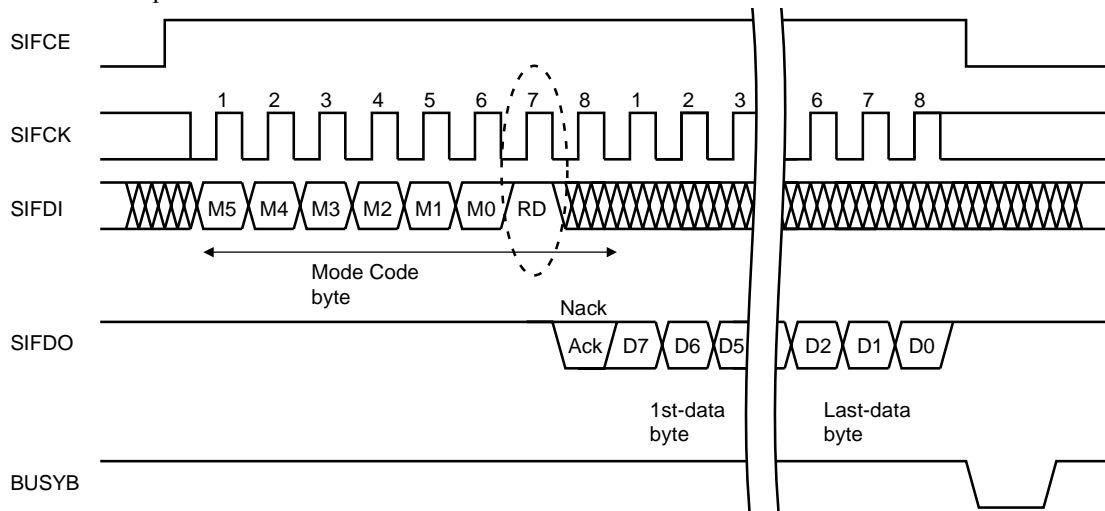 SIFCE
1 2 3 4 5 6 7 8 1 2 3 6 7 8
SIFCK
SIFDI M5 M4 M3 M2 M1 M0 RD
Mode Code
byte
Nack
SIFDO Ack D7 D6 D5 D2 D1 D0
1st-data Last-data
byte byte
BUSYB